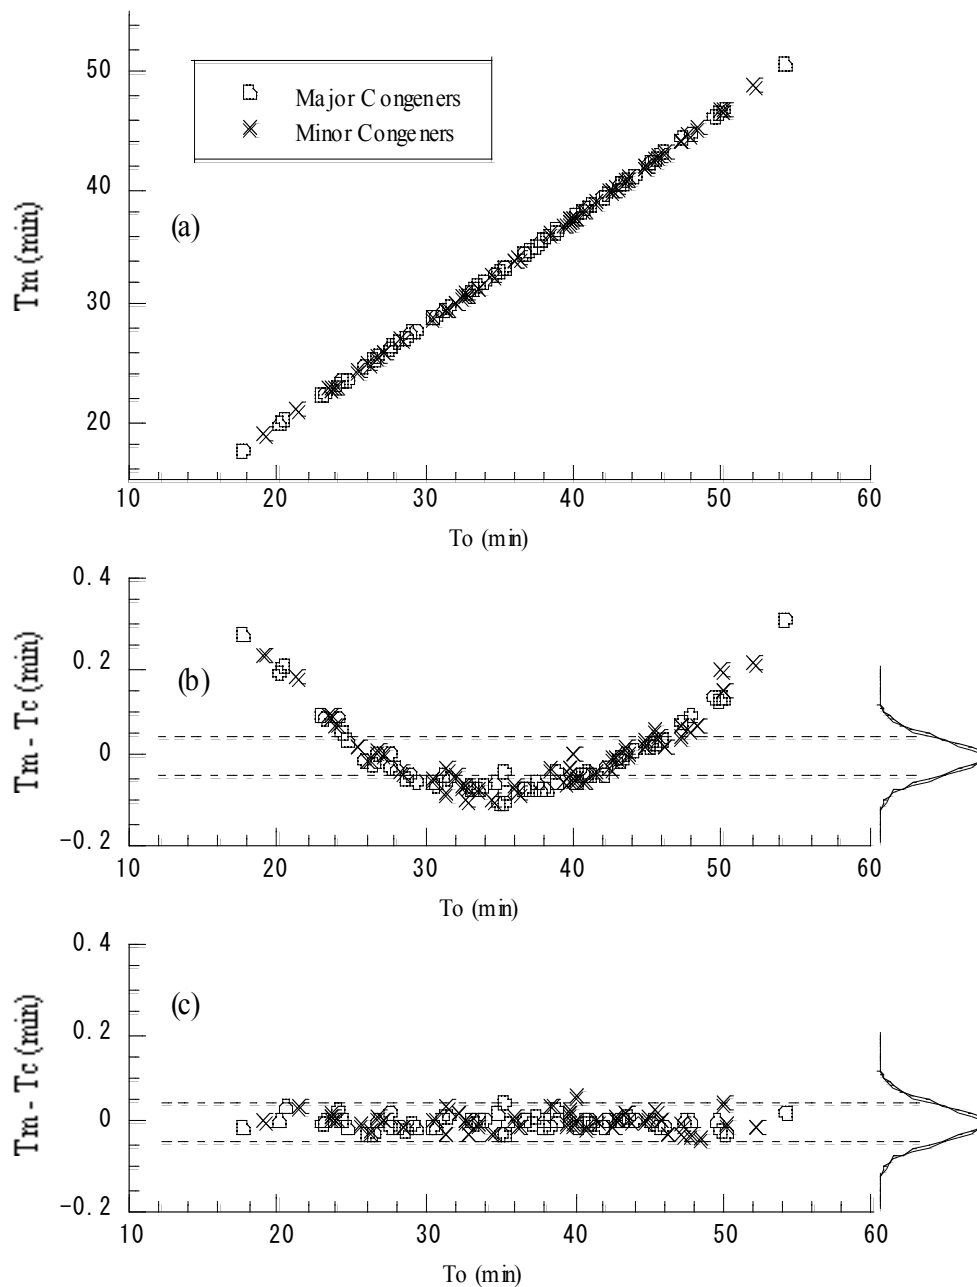 50
Major Congeners
Minor Congeners
40
(a)
Tm (min)
30
20
10 20 30 40 50 60
To (min)
0.4
0.2
(b)
Tm - Tc (min)
0
-0.2
10 20 30 40 50 60
To (min)
0.4
(c)
0.2
Tm - Tc (min)
0
-0.2
10 20 30 40 50 60
To (min)